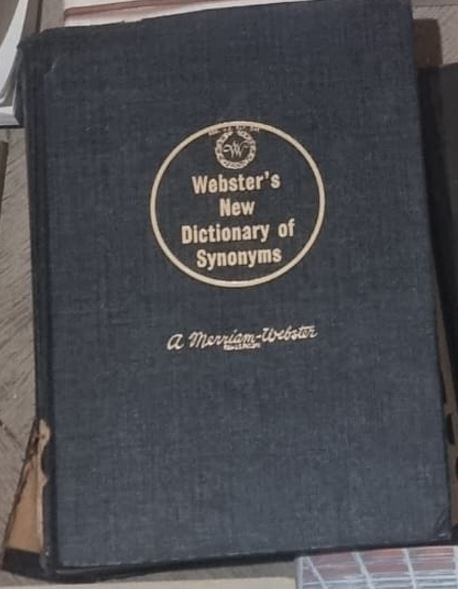 Webster's
New
Dictionary of
Synonyms
A Merriam-Webster